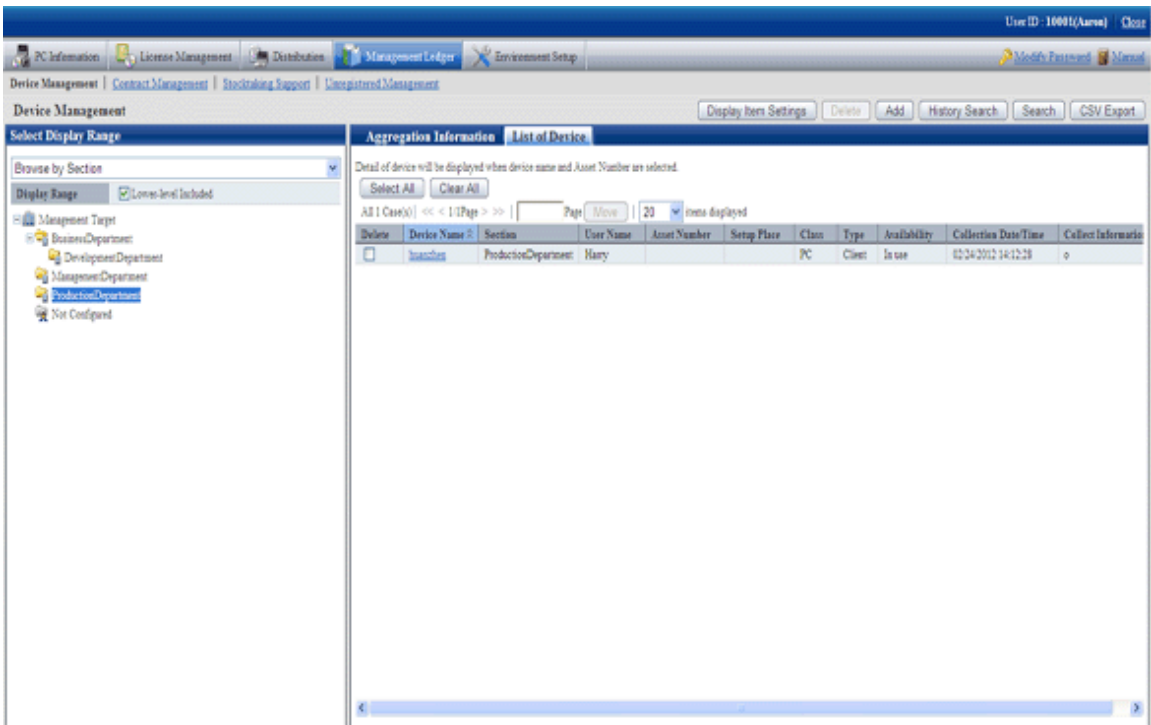 User ID : 10001(Aaron) Close
PC Information License Management Distribution Management Ledger Environment Setup Modify Password Manual
Device Management | Contract Management | Stocktaking Support | Unregistered Management
Device Management Display Item Settings Delete Add History Search Search CSV Export
Select Display Range
Browse by Section
Display Range Lower-level Included
Management Target
BusinessDepartment
DevelopmentDepartment
ManagementDepartment
ProductionDepartment
Not Configured
Aggregation Information List of Device
Detail of device will be displayed when device name and Asset Number are selected.
Select All Clear All
All 1 Case(s) | << < 1/1Page > >> | Page Move | 20 items displayed
Delete Device Name Section User Name Asset Number Setup Place Class Type Availability Collection Date/Time Collect Informatio
branches ProductionDepartment Harry PC Client In use 02/24/2012 14:12:28 o